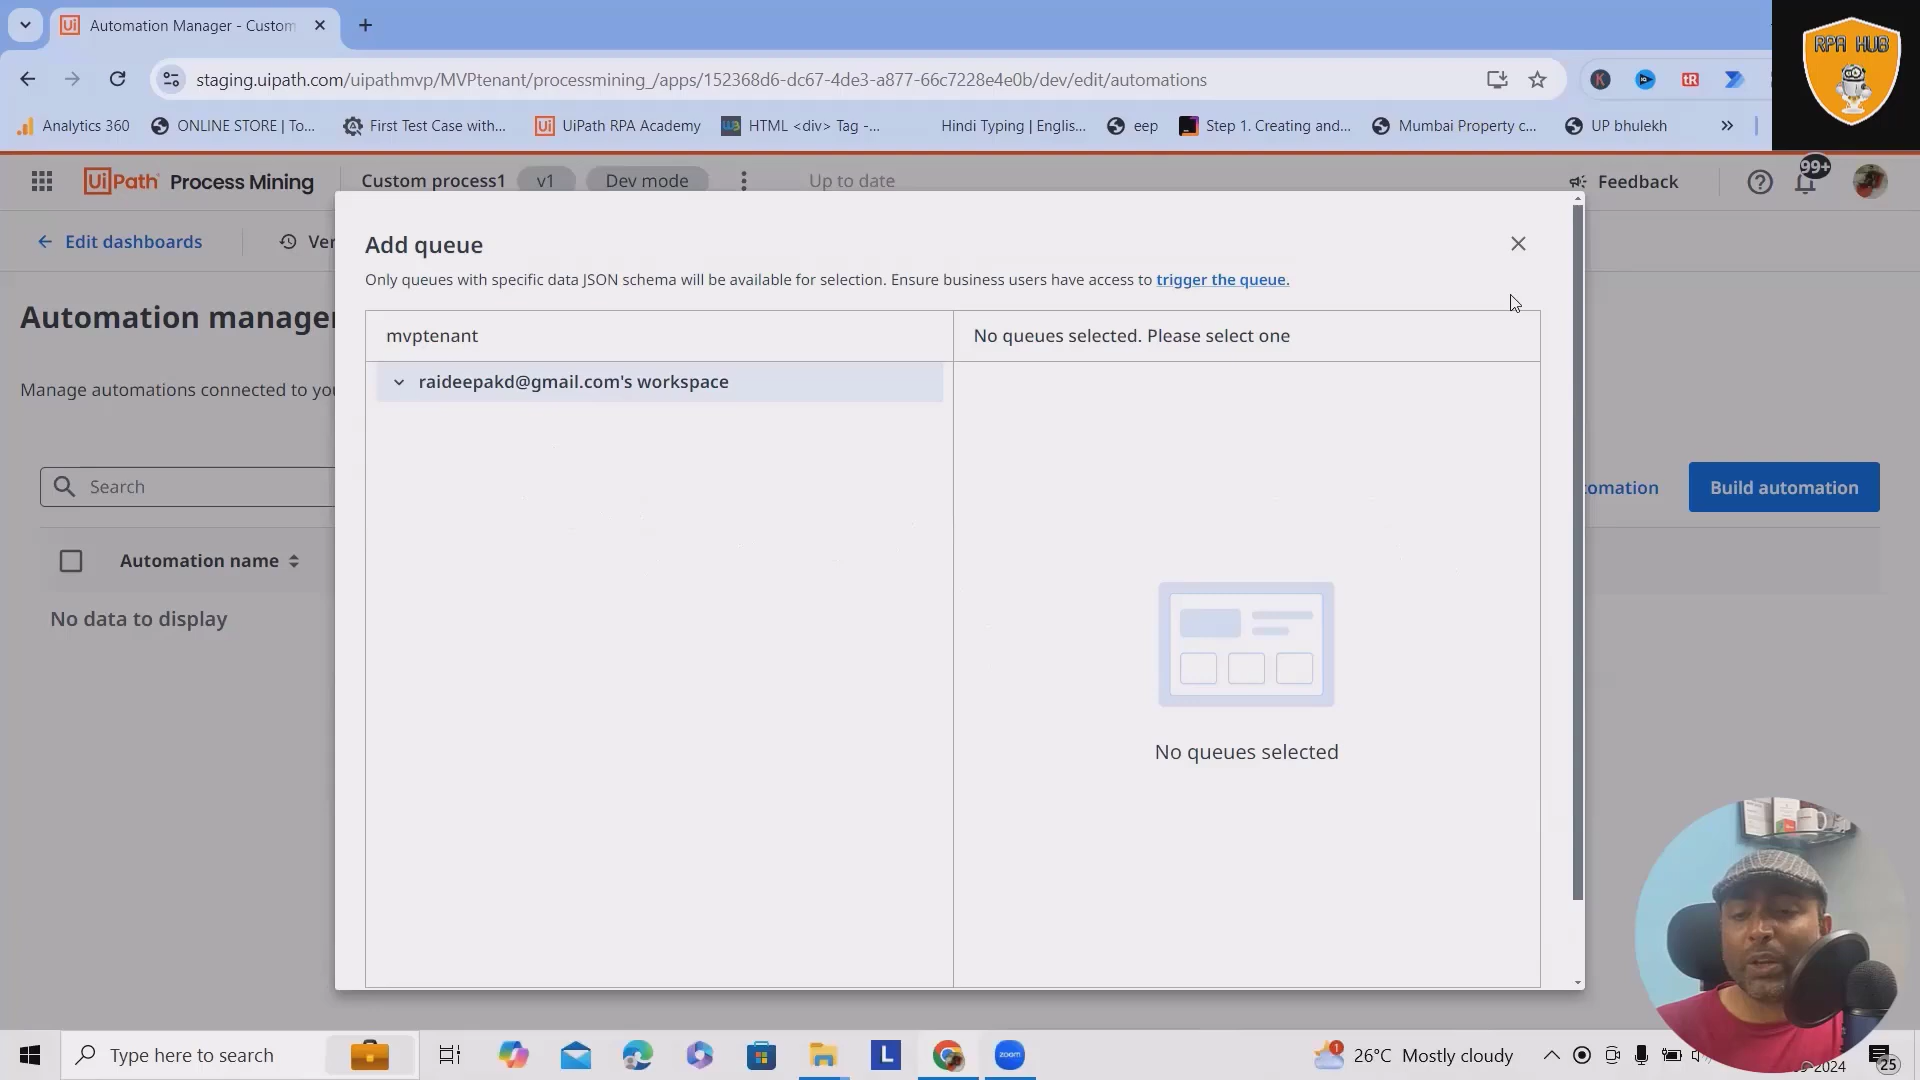 Automation Manager - Custom
RPA HUB
staging.uipath.com/uipathmvp/MVPtenant/processmining_/apps/152368d6-dc67-4de3-a877-66c7228e4e0b/dev/edit/automations
K
tR
Analytics 360
ONLINE STORE | To...
First Test Case with...
UiPath RPA Academy
HTML <div> Tag -...
Hindi Typing | Englis...
eep
Step 1. Creating and...
Mumbai Property c...
UP bhulekh
UiPath Process Mining
Custom process1
v1
Dev mode
Up to date
Feedback
99+
Edit dashboards
Ver
Add queue
Only queues with specific data JSON schema will be available for selection. Ensure business users have access to trigger the queue.
Automation manager
mvptenant
No queues selected. Please select one
Manage automations connected to you
raideepakd@gmail.com's workspace
Search
omation
Build automation
Automation name
No data to display
No queues selected
Type here to search
L
zoom
1
26°C Mostly cloudy
2024
25